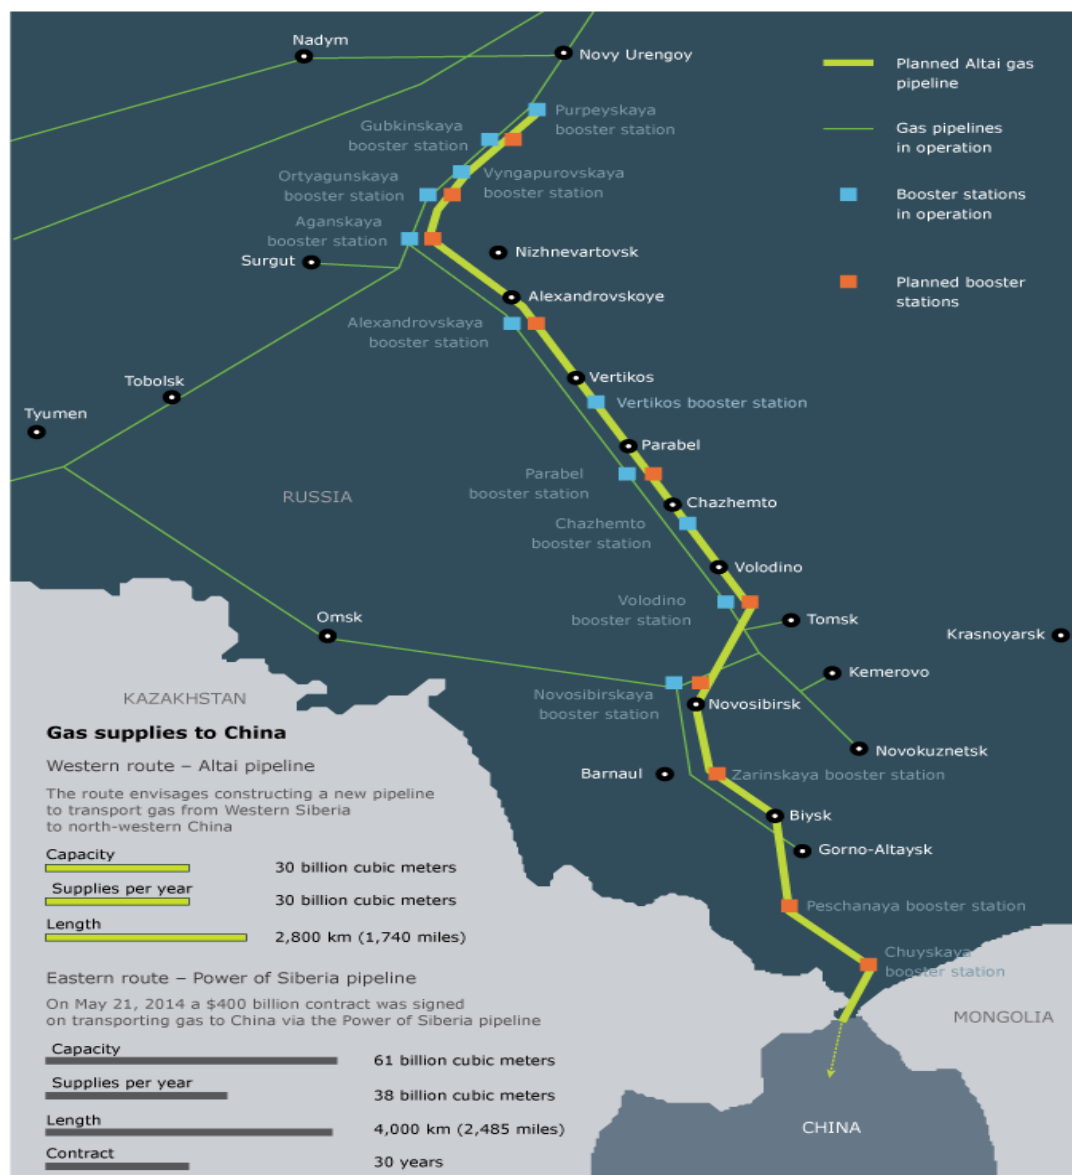 Nadym
Novy Urengoy
Planned Altai gas
pipeline
Purpeyskaya
booster station
Gubkinskaya
booster station
Gas pipelines
in operation
Ortyagunskaya
booster station
Vyngapurovskaya
booster station
Booster stations
in operation
Aganskaya
booster station
Surgut
Nizhnevartovsk
Planned booster
stations
Alexandrovskoye
Alexandrovskaya
booster station
Tobolsk
Vertikos
Vertikos booster station
Tyumen
Parabel
Parabel
booster station
RUSSIA
Chazhemto
Chazhemto
booster station
Volodino
Volodino
booster station
Omsk
Tomsk
Krasnoyarsk
Kemerovo
KAZAKHSTAN
Novosibirskaya
booster station
Novosibirsk
Novokuznetsk
Barnaul
Zarinskaya booster station
Biysk
Gorno-Altaysk
Peschanaya booster station
Chuyskaya
booster station
MONGOLIA
CHINA
Gas supplies to China
Western route – Altai pipeline
The route envisages constructing a new pipeline
to transport gas from Western Siberia
to north-western China
Capacity
30 billion cubic meters
Supplies per year
30 billion cubic meters
Length
2,800 km (1,740 miles)
Eastern route – Power of Siberia pipeline
On May 21, 2014 a $400 billion contract was signed
on transporting gas to China via the Power of Siberia pipeline
Capacity
61 billion cubic meters
Supplies per year
38 billion cubic meters
Length
4,000 km (2,485 miles)
Contract
30 years